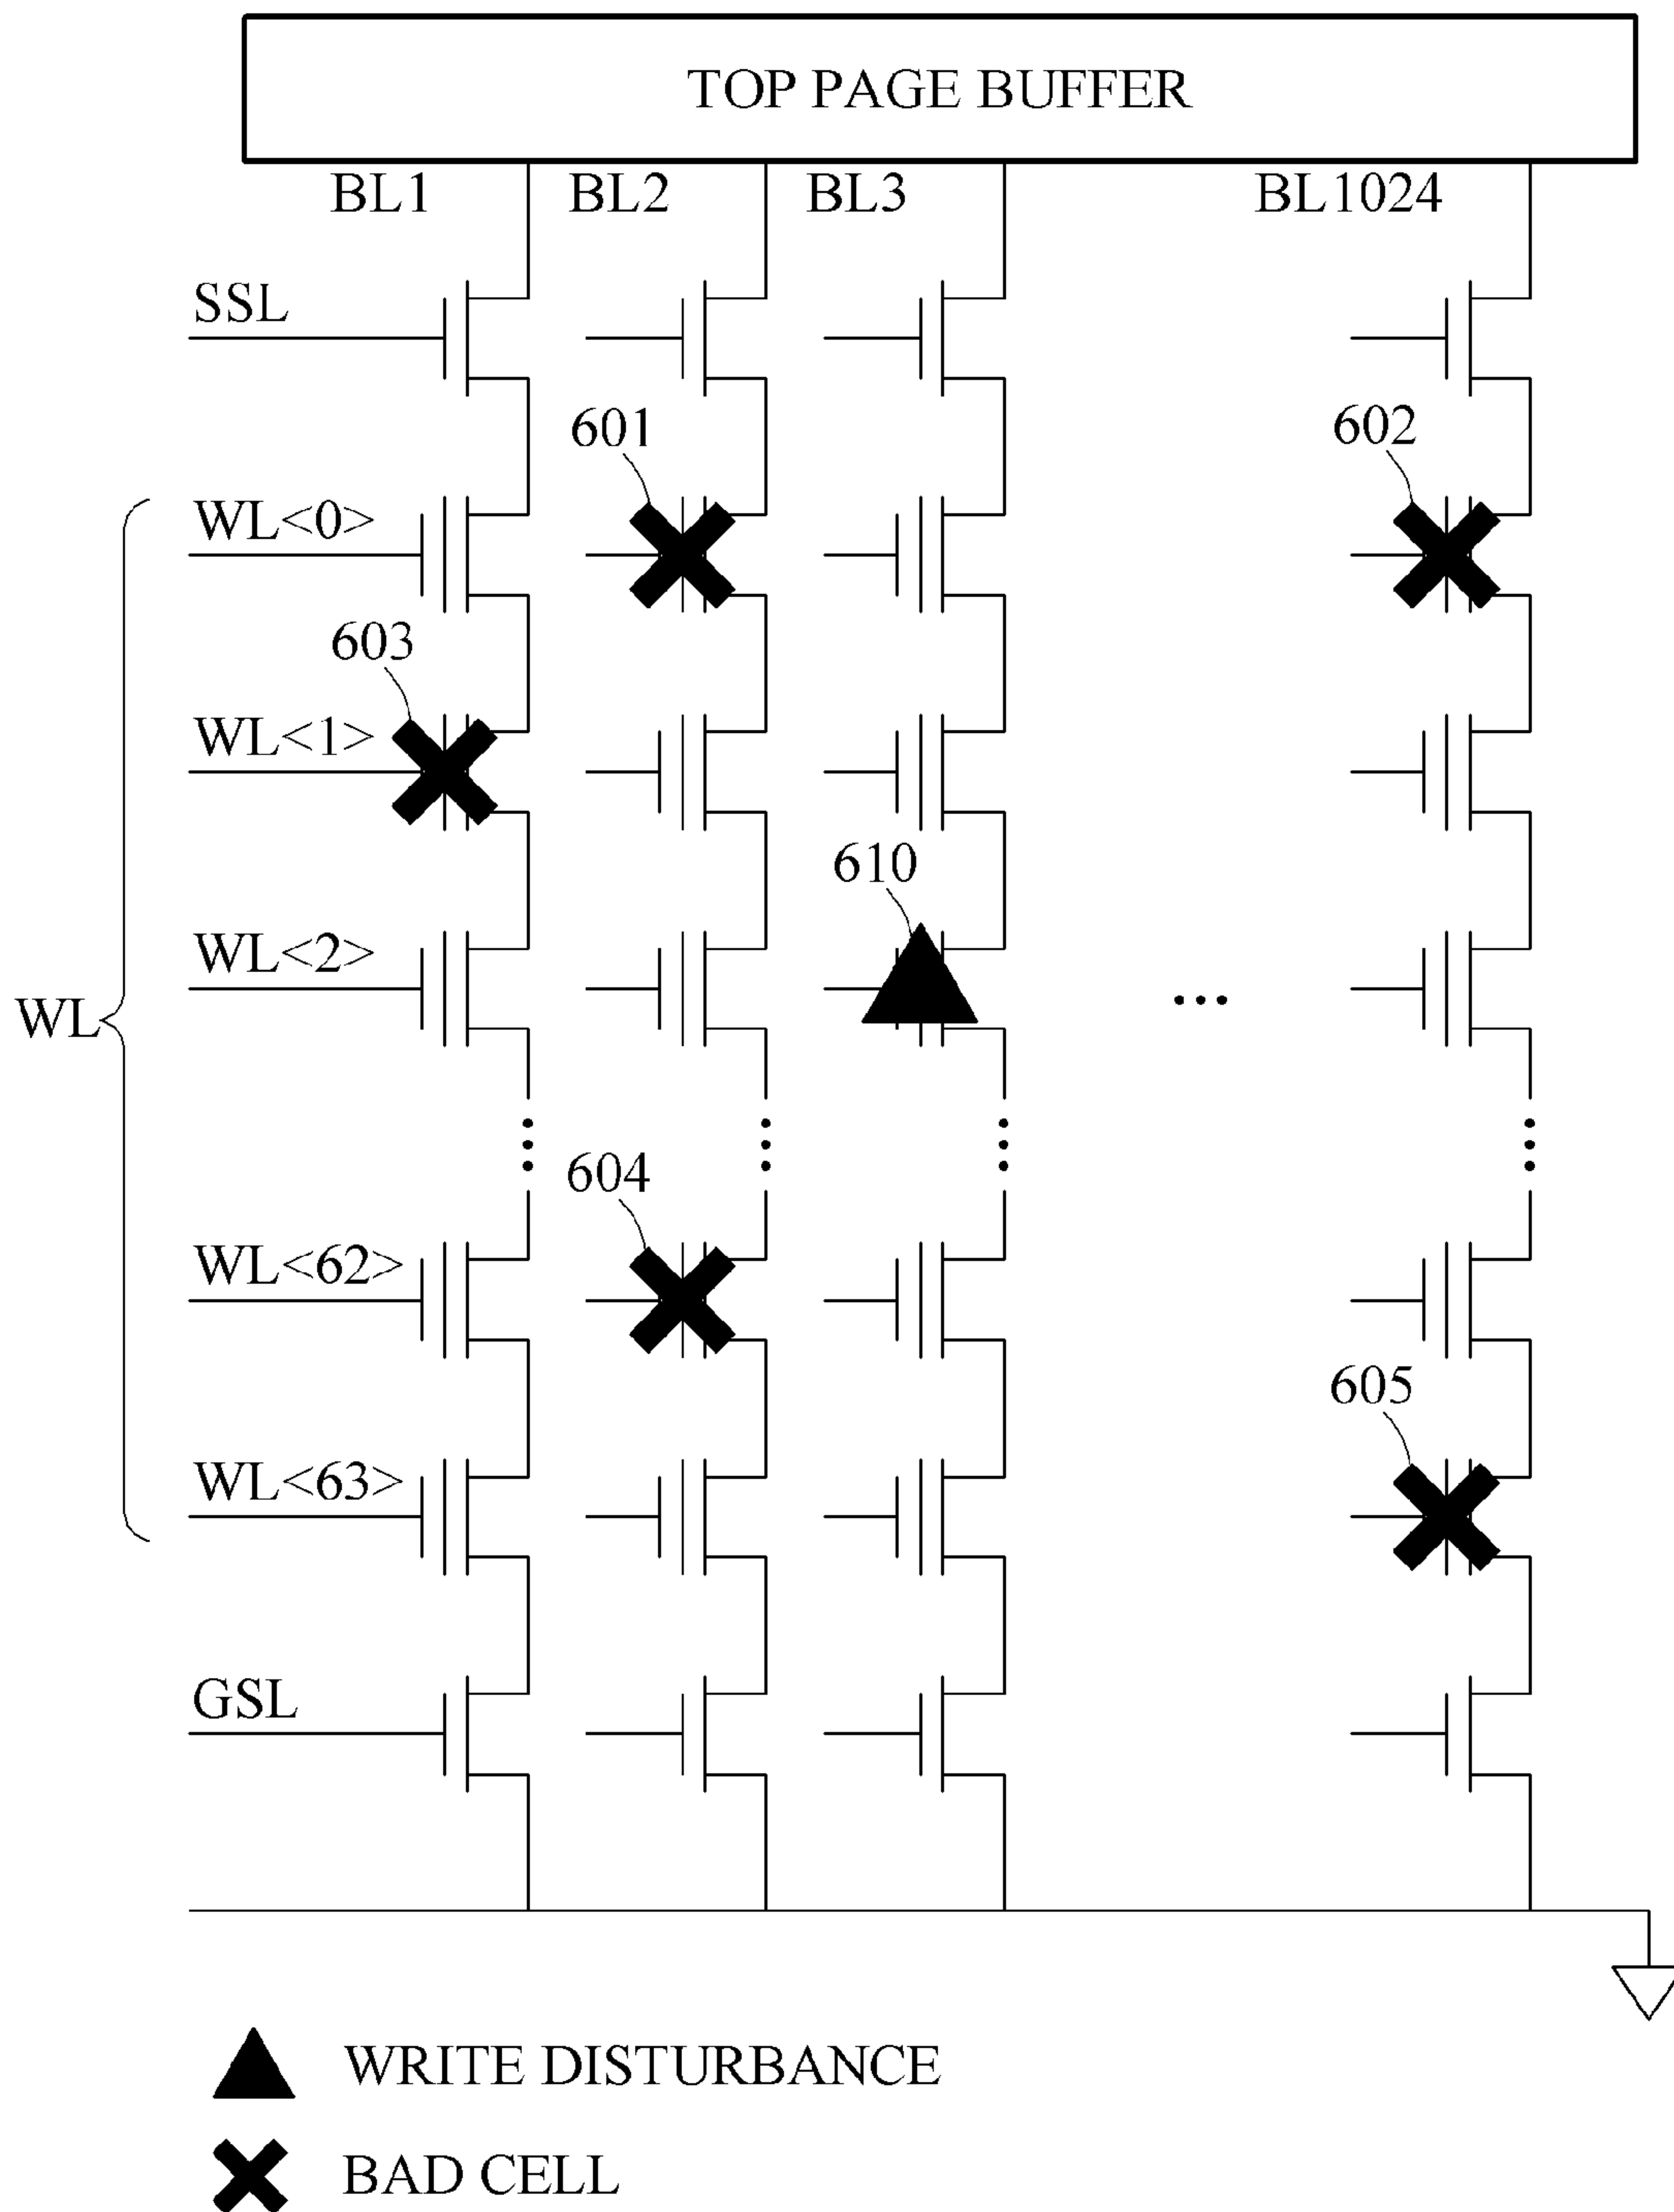 TOP PAGE BUFFER
BL1 BL2 BL3 BL1024
SSL
601 602
WL<0>
603
WL<1>
610
WL<2>
WL
...
604
WL<62>
605
WL<63>
GSL
WRITE DISTURBANCE
BAD CELL